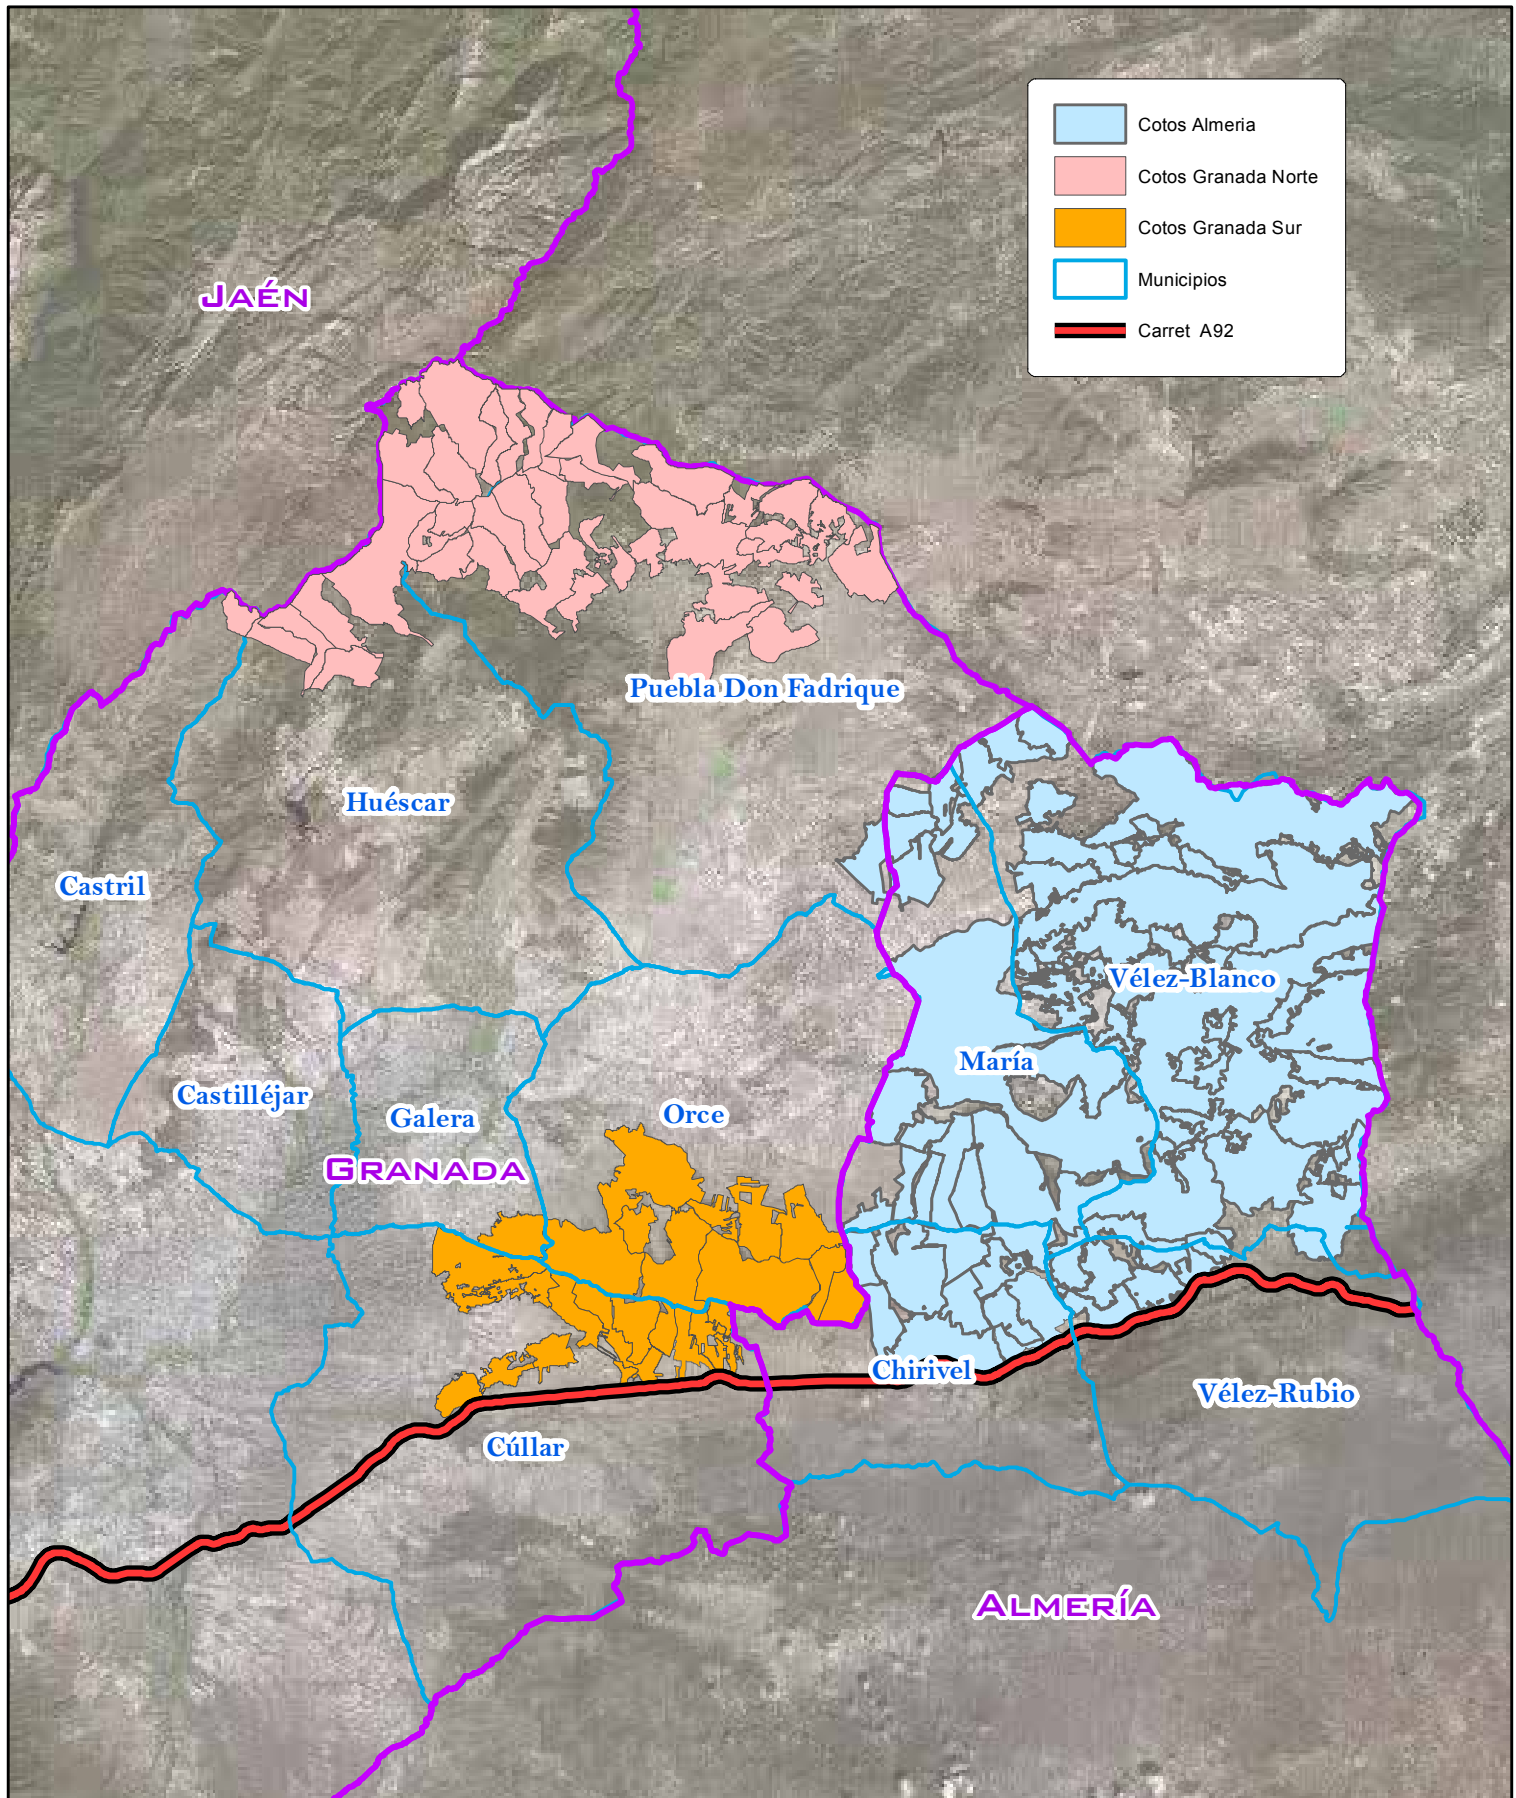 Cotos Almeria
Cotos Granada Norte
Cotos Granada Sur
Municipios
Carret A92
JAÉN
Puebla Don Fadrique
Huéscar
Castril
Vélez-Blanco
María
Castilléjar
Galera
Orce
GRANADA
Chirivel
Vélez-Rubio
Cúllar
ALMERÍA